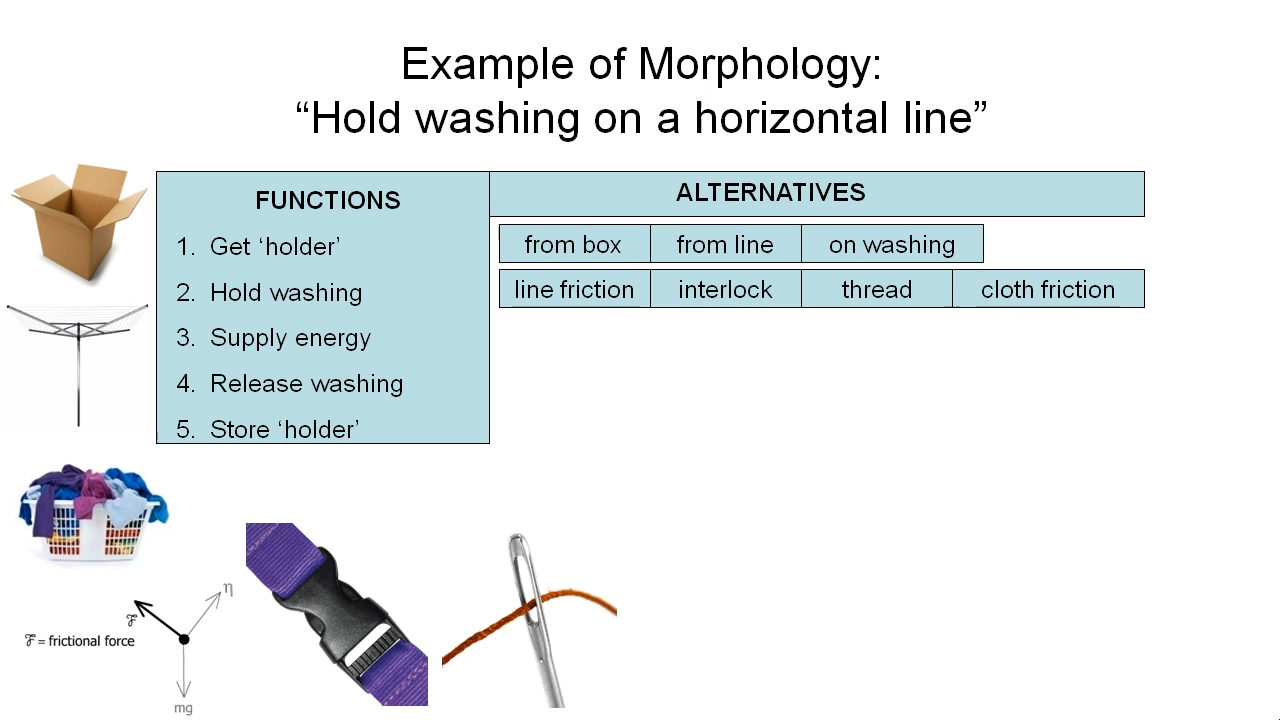 Example of Morphology:
“Hold washing on a horizontal line”
FUNCTIONS
ALTERNATIVES
1. Get ‘holder’
from box
from line
on washing
2. Hold washing
line friction
interlock
thread
cloth friction
3. Supply energy
4. Release washing
5. Store ‘holder’
η
ℱ
ℱ = frictional force
mg